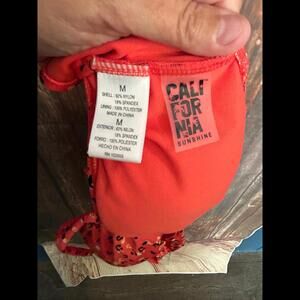 M
SHELL: 82% NYLON
18% SPANDEX
LINING: 100% POLYESTER
MADE IN CHINA
M
EXTERIOR: 82% NYLON
18% SPANDEX
FORRO: 100% POLYESTER
HECHO EN CHINA
CALI
FOR
NIA
SUNSHINE